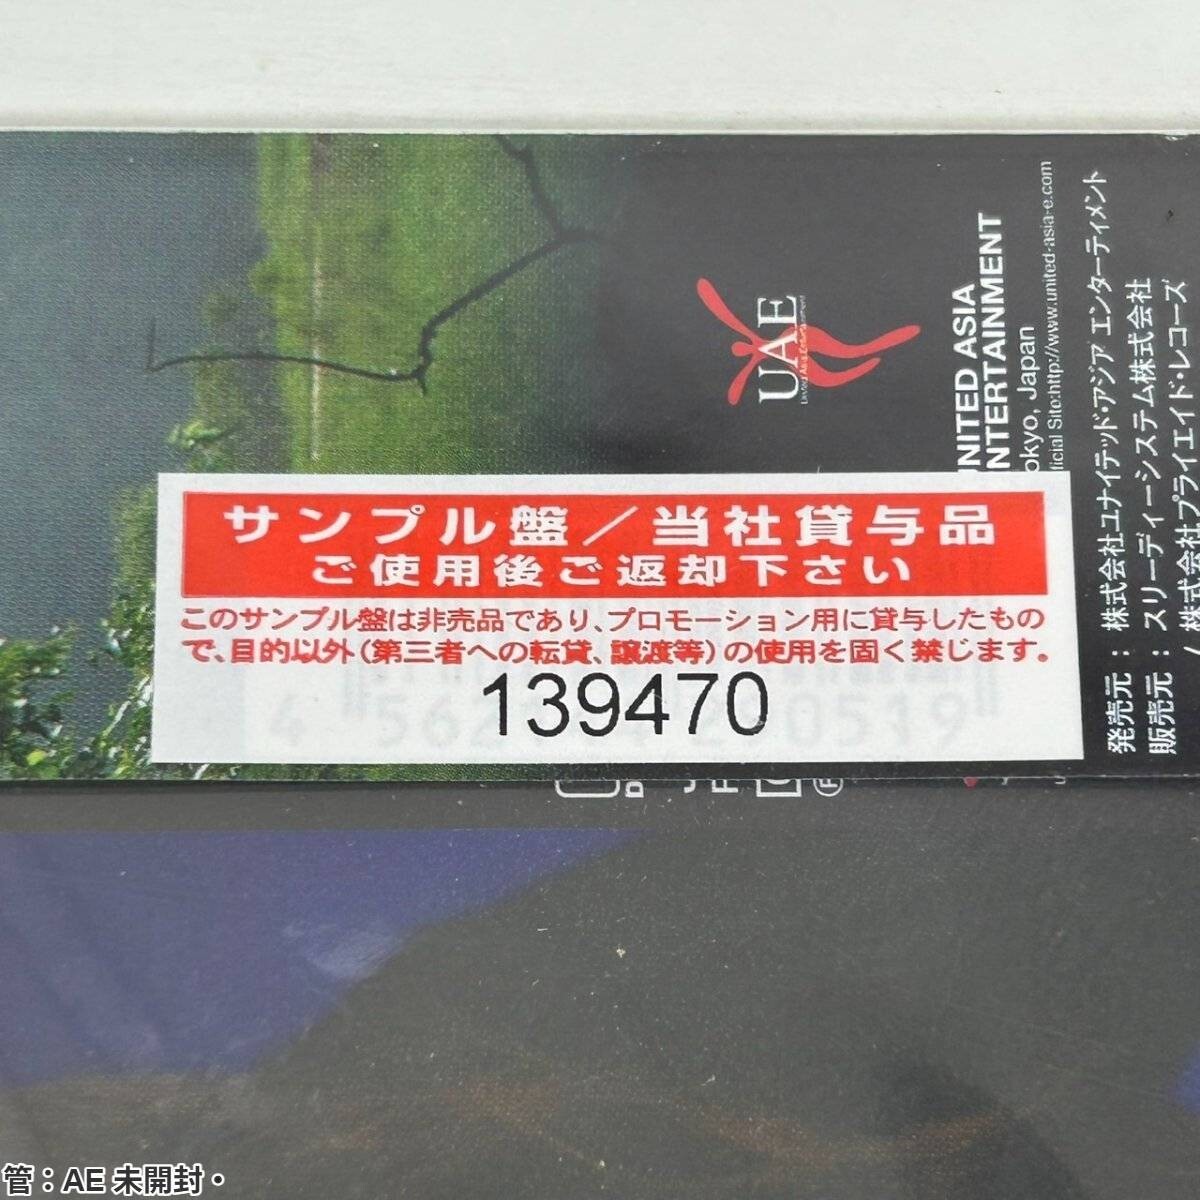 サンプル盤／当社貸与品
ご使用後ご返却下さい
このサンプル盤は非売品であり、プロモーション用に貸与したもの
で、目的以外(第三者への転貸、譲渡等)の使用を固く禁じます。
139470
UAE
United Asia Entertainment
UNITED ASIA
ENTERTAINMENT
Tokyo, Japan
Official Site:http://www.united-asia-e.com
発売元：株式会社ユナイテッド・アジア エンターティメント
販売元：スリーディーシステム株式会社
株式会社プライエイド・レコーズ
管：AE 未開封・